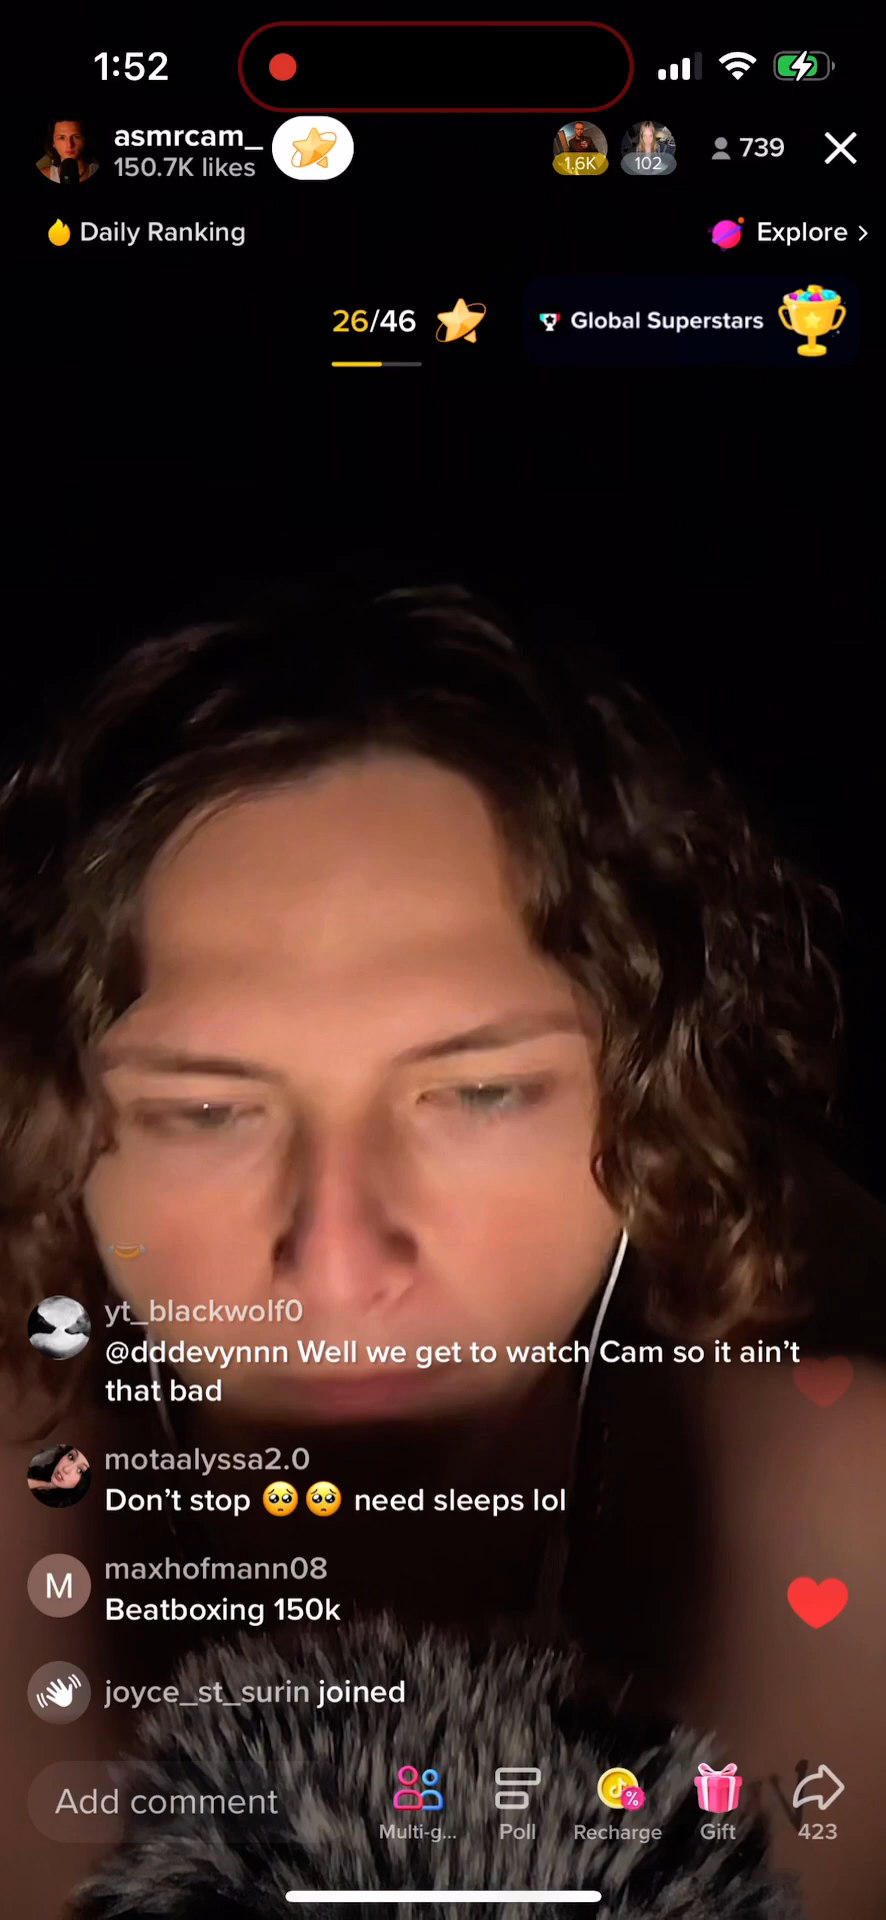 1:52
asmrcam_
150.7K likes
1.6K
102
739
Daily Ranking
Explore >
26/46
Global Superstars
yt_blackwolf0
@dddevynnn Well we get to watch Cam so it ain't
that bad
motaalyssa2.0
Don't stop 🥺🥺 need sleeps lol
M
maxhofmann08
Beatboxing 150k
joyce_st_surin joined
Add comment
Multi-g...
Poll
%
Recharge
Gift
423